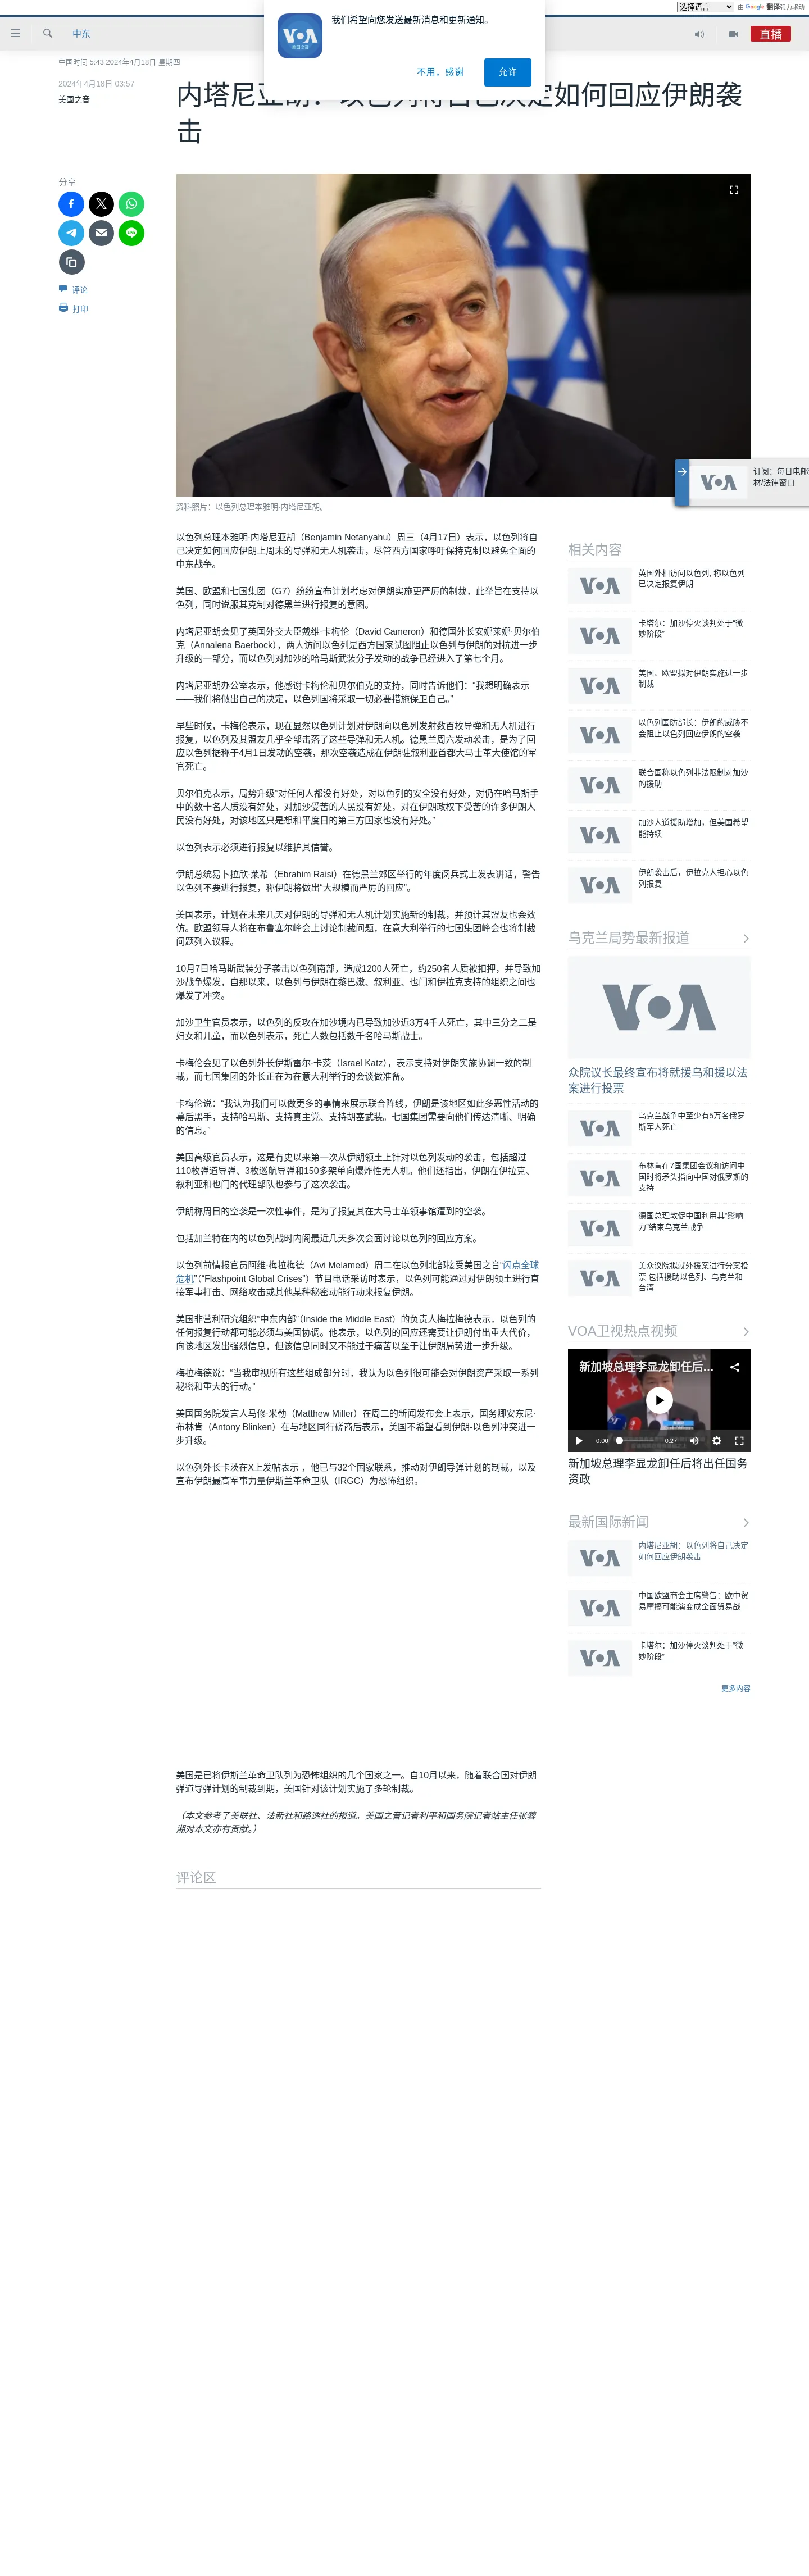 选择语言
由 Google 翻译强力驱动
我们希望向您发送最新消息和更新通知。
VOA
美国之音
不用，感谢
允许
中东
直播
中国时间 5:43 2024年4月18日 星期四
2024年4月18日 03:57
美国之音
内塔尼亚胡：以色列将自己决定如何回应伊朗袭
击
分享
评论
打印
资料照片：以色列总理本雅明·内塔尼亚胡。
VOA
订阅：每日电邮
材/法律窗口
以色列总理本雅明·内塔尼亚胡（Benjamin Netanyahu）周三（4月17日）表示，以色列将自
己决定如何回应伊朗上周末的导弹和无人机袭击，尽管西方国家呼吁保持克制以避免全面的
中东战争。
美国、欧盟和七国集团（G7）纷纷宣布计划考虑对伊朗实施更严厉的制裁，此举旨在支持以
色列，同时说服其克制对德黑兰进行报复的意图。
内塔尼亚胡会见了英国外交大臣戴维·卡梅伦（David Cameron）和德国外长安娜莱娜·贝尔伯
克（Annalena Baerbock），两人访问以色列是西方国家试图阻止以色列与伊朗的对抗进一步
升级的一部分，而以色列对加沙的哈马斯武装分子发动的战争已经进入了第七个月。
内塔尼亚胡办公室表示，他感谢卡梅伦和贝尔伯克的支持，同时告诉他们：“我想明确表示
——我们将做出自己的决定，以色列国将采取一切必要措施保卫自己。”
早些时候，卡梅伦表示，现在显然以色列计划对伊朗向以色列发射数百枚导弹和无人机进行
报复，以色列及其盟友几乎全部击落了这些导弹和无人机。德黑兰周六发动袭击，是为了回
应以色列据称于4月1日发动的空袭，那次空袭造成在伊朗驻叙利亚首都大马士革大使馆的军
官死亡。
贝尔伯克表示，局势升级“对任何人都没有好处，对以色列的安全没有好处，对仍在哈马斯手
中的数十名人质没有好处，对加沙受苦的人民没有好处，对在伊朗政权下受苦的许多伊朗人
民没有好处，对该地区只是想和平度日的第三方国家也没有好处。”
以色列表示必须进行报复以维护其信誉。
伊朗总统易卜拉欣·莱希（Ebrahim Raisi）在德黑兰郊区举行的年度阅兵式上发表讲话，警告
以色列不要进行报复，称伊朗将做出“大规模而严厉的回应”。
美国表示，计划在未来几天对伊朗的导弹和无人机计划实施新的制裁，并预计其盟友也会效
仿。欧盟领导人将在布鲁塞尔峰会上讨论制裁问题，在意大利举行的七国集团峰会也将制裁
问题列入议程。
10月7日哈马斯武装分子袭击以色列南部，造成1200人死亡，约250名人质被扣押，并导致加
沙战争爆发，自那以来，以色列与伊朗在黎巴嫩、叙利亚、也门和伊拉克支持的组织之间也
爆发了冲突。
加沙卫生官员表示，以色列的反攻在加沙境内已导致加沙近3万4千人死亡，其中三分之二是
妇女和儿童，而以色列表示，死亡人数包括数千名哈马斯战士。
卡梅伦会见了以色列外长伊斯雷尔·卡茨（Israel Katz），表示支持对伊朗实施协调一致的制
裁，而七国集团的外长正在为在意大利举行的会谈做准备。
卡梅伦说：“我认为我们可以做更多的事情来展示联合阵线，伊朗是该地区如此多恶性活动的
幕后黑手，支持哈马斯、支持真主党、支持胡塞武装。七国集团需要向他们传达清晰、明确
的信息。”
美国高级官员表示，这是有史以来第一次从伊朗领土上针对以色列发动的袭击，包括超过
110枚弹道导弹、3枚巡航导弹和150多架单向爆炸性无人机。他们还指出，伊朗在伊拉克、
叙利亚和也门的代理部队也参与了这次袭击。
伊朗称周日的空袭是一次性事件，是为了报复其在大马士革领事馆遭到的空袭。
包括加兰特在内的以色列战时内阁最近几天多次会面讨论以色列的回应方案。
以色列前情报官员阿维·梅拉梅德（Avi Melamed）周二在以色列北部接受美国之音“闪点全球
危机”（“Flashpoint Global Crises”）节目电话采访时表示，以色列可能通过对伊朗领土进行直
接军事打击、网络攻击或其他某种秘密动能行动来报复伊朗。
美国非营利研究组织“中东内部”（Inside the Middle East）的负责人梅拉梅德表示，以色列的
任何报复行动都可能必须与美国协调。他表示，以色列的回应还需要让伊朗付出重大代价，
向该地区发出强烈信息，但该信息同时又不能过于痛苦以至于让伊朗局势进一步升级。
梅拉梅德说：“当我审视所有这些组成部分时，我认为以色列很可能会对伊朗资产采取一系列
秘密和重大的行动。”
美国国务院发言人马修·米勒（Matthew Miller）在周二的新闻发布会上表示，国务卿安东尼·
布林肯（Antony Blinken）在与地区同行磋商后表示，美国不希望看到伊朗-以色列冲突进一
步升级。
以色列外长卡茨在X上发帖表示 ，他已与32个国家联系，推动对伊朗导弹计划的制裁，以及
宣布伊朗最高军事力量伊斯兰革命卫队（IRGC）为恐怖组织。
美国是已将伊斯兰革命卫队列为恐怖组织的几个国家之一。自10月以来，随着联合国对伊朗
弹道导弹计划的制裁到期，美国针对该计划实施了多轮制裁。
（本文参考了美联社、法新社和路透社的报道。美国之音记者利平和国务院记者站主任张蓉
湘对本文亦有贡献。）
评论区
相关内容
VOA
英国外相访问以色列, 称以色列
已决定报复伊朗
VOA
卡塔尔：加沙停火谈判处于“微
妙阶段”
VOA
美国、欧盟拟对伊朗实施进一步
制裁
VOA
以色列国防部长：伊朗的威胁不
会阻止以色列回应伊朗的空袭
VOA
联合国称以色列非法限制对加沙
的援助
VOA
加沙人道援助增加，但美国希望
能持续
VOA
伊朗袭击后，伊拉克人担心以色
列报复
乌克兰局势最新报道
VOA
众院议长最终宣布将就援乌和援以法
案进行投票
VOA
乌克兰战争中至少有5万名俄罗
斯军人死亡
VOA
布林肯在7国集团会议和访问中
国时将矛头指向中国对俄罗斯的
支持
VOA
德国总理敦促中国利用其“影响
力”结束乌克兰战争
VOA
美众议院拟就外援案进行分案投
票 包括援助以色列、乌克兰和
台湾
VOA卫视热点视频
新加坡总理李显龙卸任后…
0:00
0:27
新加坡总理李显龙卸任后将出任国务
资政
最新国际新闻
VOA
内塔尼亚胡：以色列将自己决定
如何回应伊朗袭击
VOA
中国欧盟商会主席警告：欧中贸
易摩擦可能演变成全面贸易战
VOA
卡塔尔：加沙停火谈判处于“微
妙阶段”
更多内容